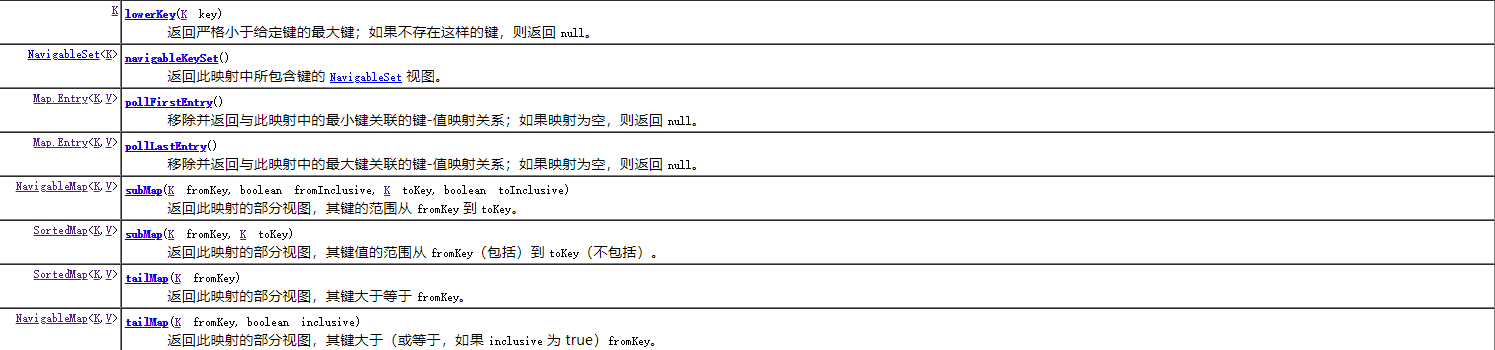 K lowerKey(K key)
返回严格小于给定键的最大键；如果不存在这样的键，则返回 null。
NavigableSet<K> navigableKeySet()
返回此映射中所包含键的 NavigableSet 视图。
Map.Entry<K,V> pollFirstEntry()
移除并返回与此映射中的最小键关联的键-值映射关系；如果映射为空，则返回 null。
Map.Entry<K,V> pollLastEntry()
移除并返回与此映射中的最大键关联的键-值映射关系；如果映射为空，则返回 null。
NavigableMap<K,V> subMap(K fromKey, boolean fromInclusive, K toKey, boolean toInclusive)
返回此映射的部分视图，其键的范围从 fromKey 到 toKey。
SortedMap<K,V> subMap(K fromKey, K toKey)
返回此映射的部分视图，其键值的范围从 fromKey（包括）到 toKey（不包括）。
SortedMap<K,V> tailMap(K fromKey)
返回此映射的部分视图，其键大于等于 fromKey。
NavigableMap<K,V> tailMap(K fromKey, boolean inclusive)
返回此映射的部分视图，其键大于（或等于，如果 inclusive 为 true）fromKey。